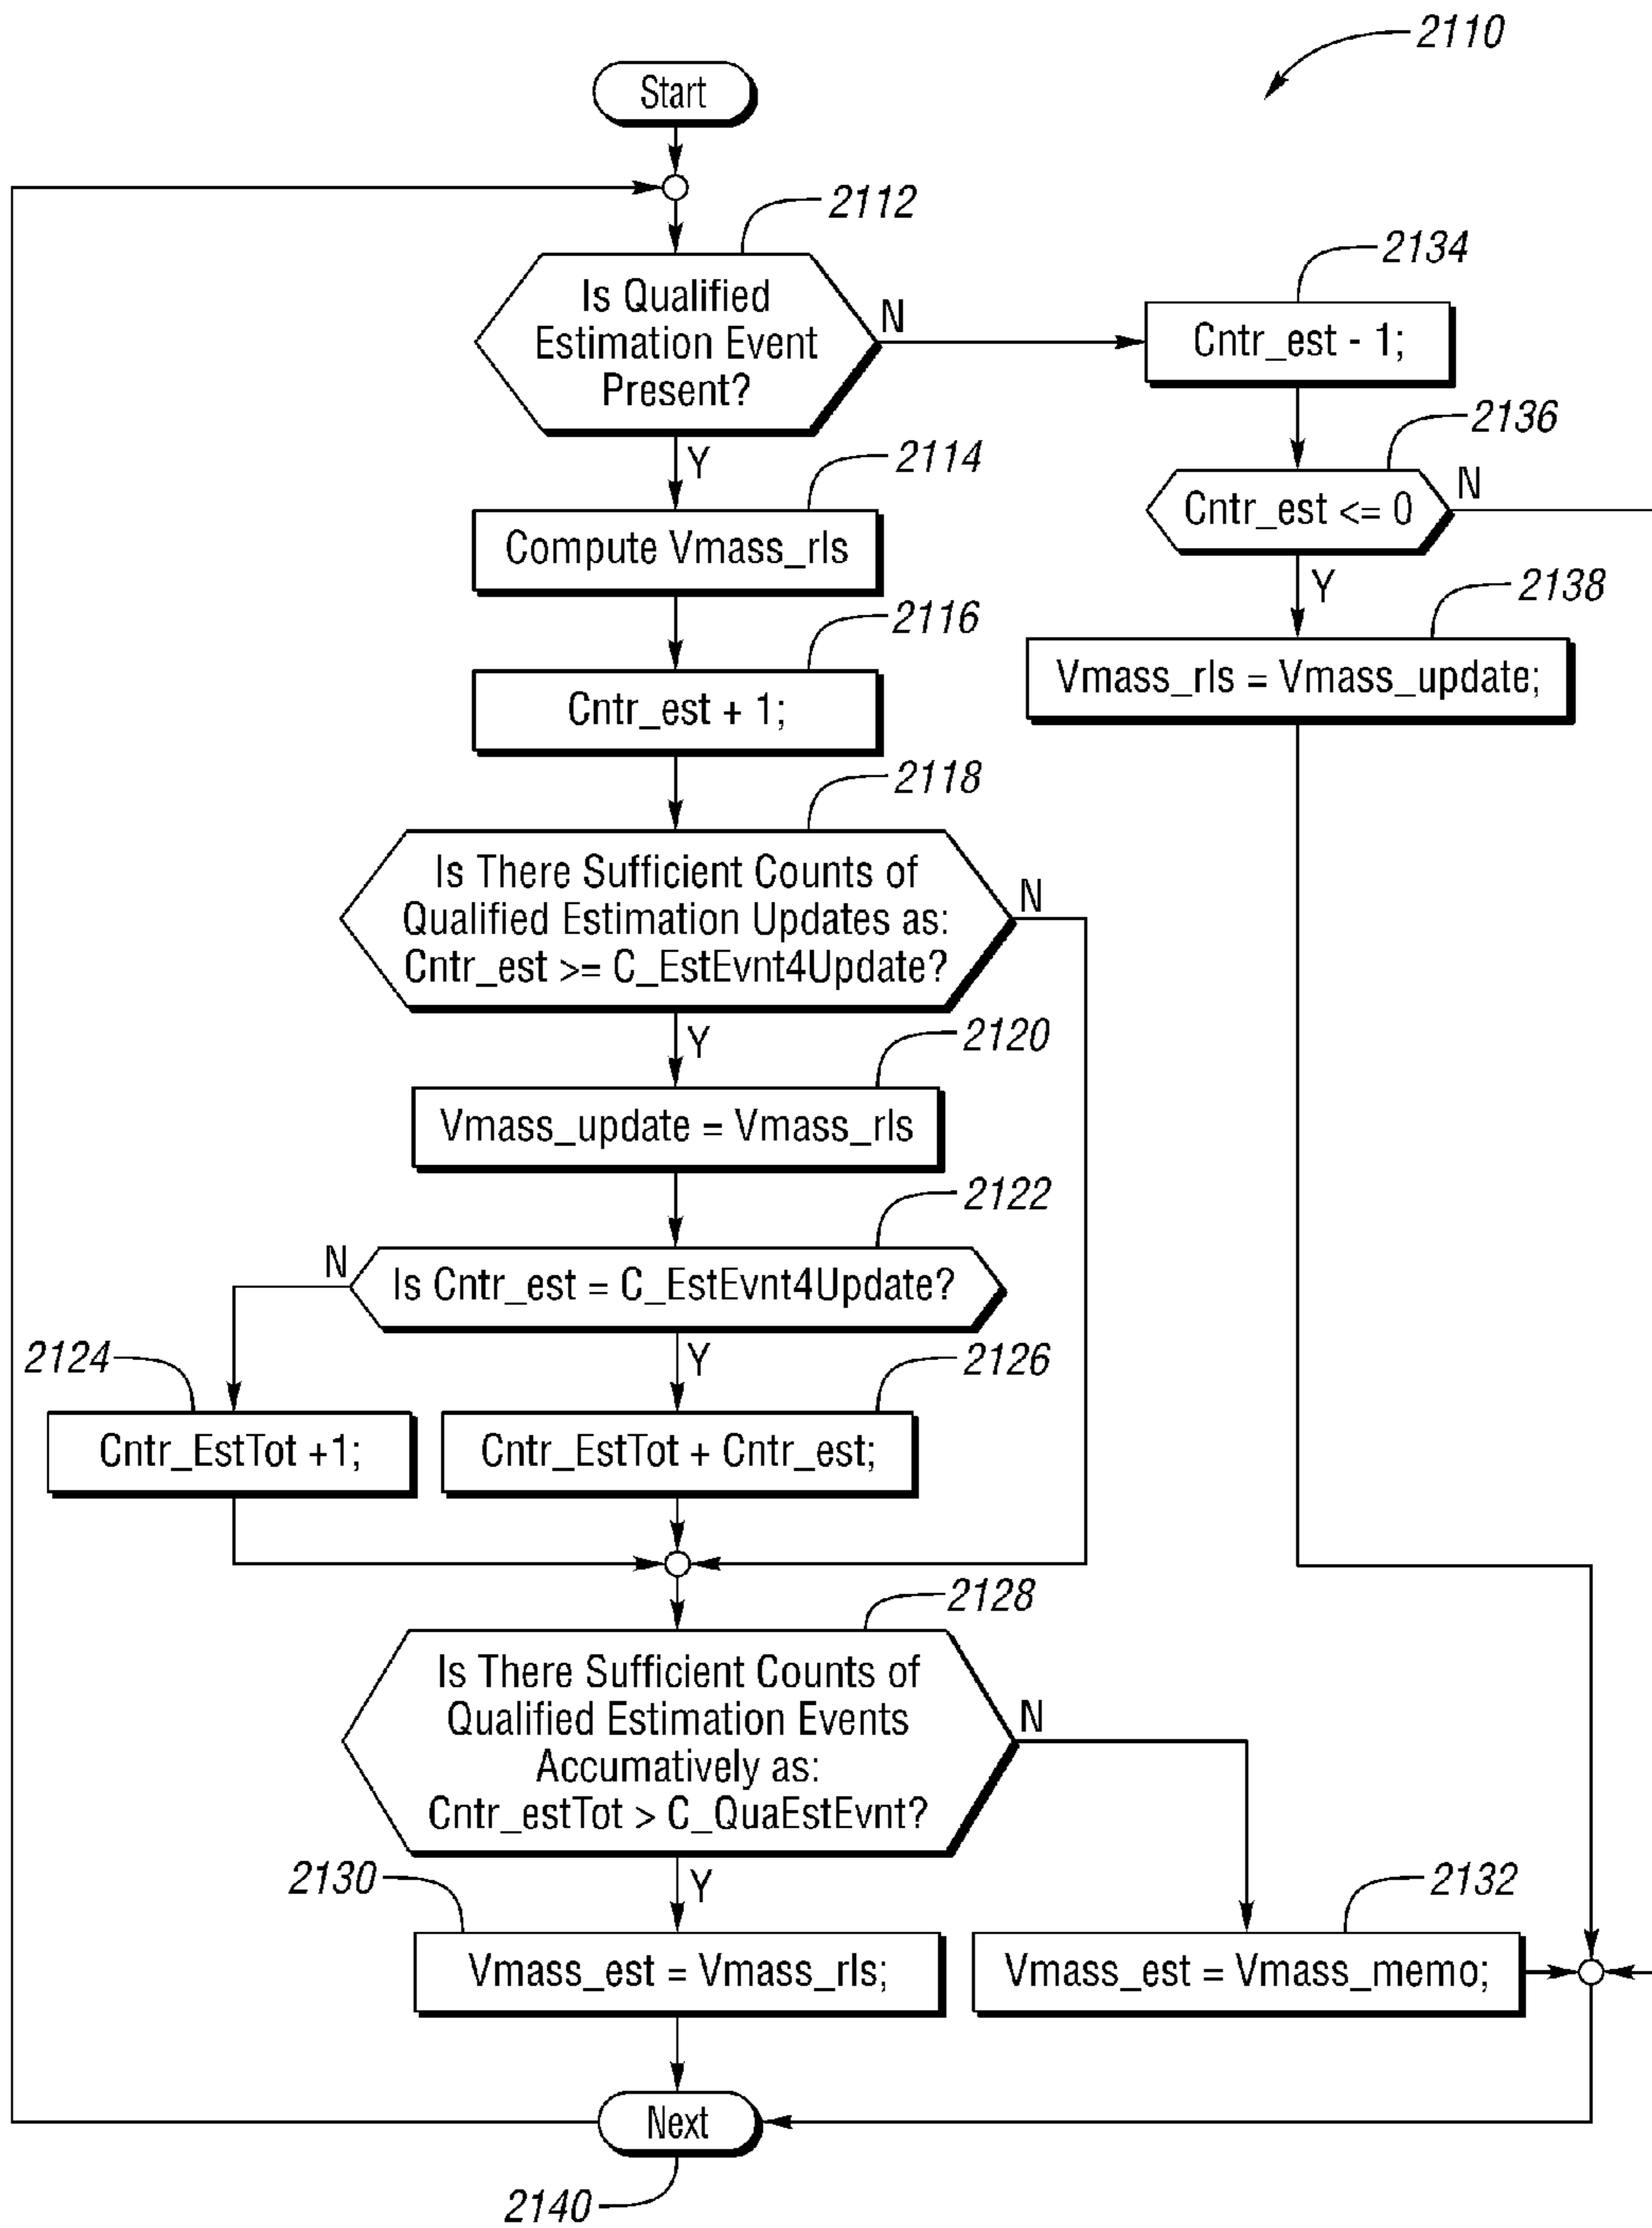 2110
Start
2112
Is Qualified
Estimation Event
Present?
N
Y
2134
Cntr_est - 1;
2136
Cntr_est <= 0
N
Y
2138
Vmass_rls = Vmass_update;
2114
Compute Vmass_rls
2116
Cntr_est + 1;
2118
Is There Sufficient Counts of
Qualified Estimation Updates as:
Cntr_est >= C_EstEvnt4Update?
N
Y
2120
Vmass_update = Vmass_rls
2122
Is Cntr_est = C_EstEvnt4Update?
N
Y
2124
Cntr_EstTot +1;
2126
Cntr_EstTot + Cntr_est;
2128
Is There Sufficient Counts of
Qualified Estimation Events
Accumatively as:
Cntr_estTot > C_QuaEstEvnt?
N
Y
2130
Vmass_est = Vmass_rls;
2132
Vmass_est = Vmass_memo;
Next
2140